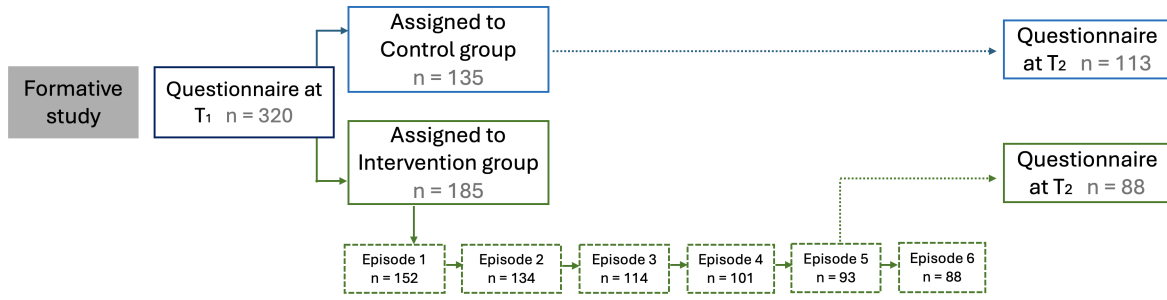 Formative
study
Questionnaire at
T₁ n = 320
Assigned to
Control group
n = 135
Questionnaire
at T₂ n = 113
Assigned to
Intervention group
n = 185
Questionnaire
at T₂ n = 88
Episode 1
n = 152
Episode 2
n = 134
Episode 3
n = 114
Episode 4
n = 101
Episode 5
n = 93
Episode 6
n = 88